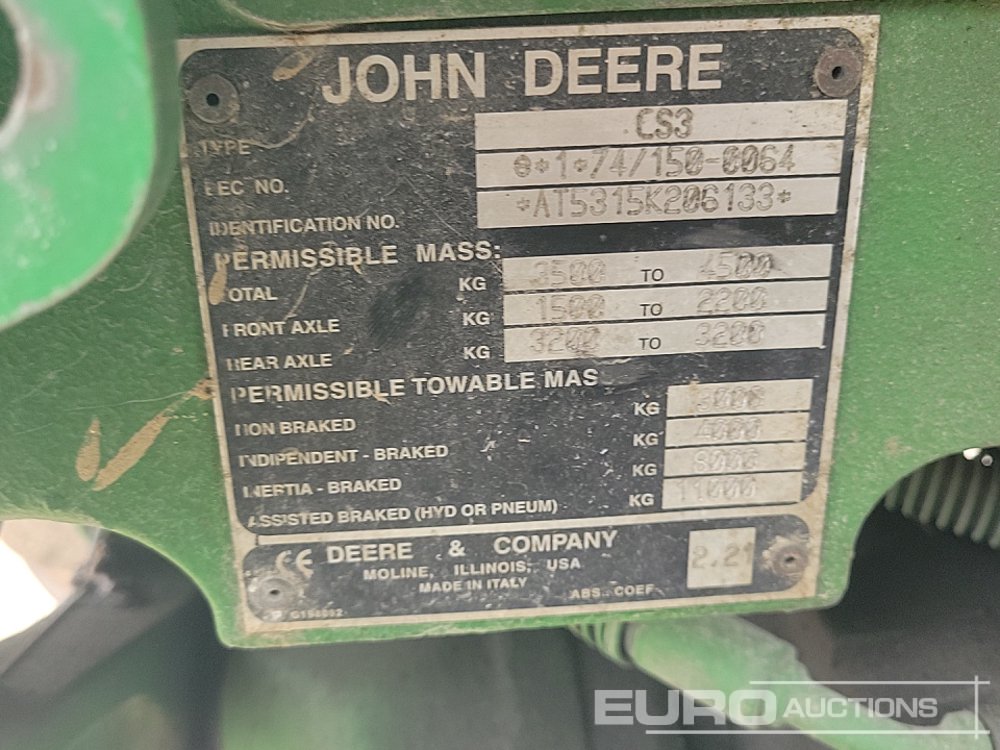 JOHN DEERE
TYPE CS3
EEC NO. e*1*74/150-0064
IDENTIFICATION NO. *AT5315K206133*
PERMISSIBLE MASS:
TOTAL KG 3500 TO 4500
FRONT AXLE KG 1500 TO 2200
REAR AXLE KG 3200 TO 3200
PERMISSIBLE TOWABLE MAS
NON BRAKED KG
INDIPENDENT - BRAKED KG 4000
INERTIA - BRAKED KG 8000
ASSISTED BRAKED (HYD OR PNEUM) KG 11000
CE DEERE & COMPANY
MOLINE, ILLINOIS, USA
MADE IN ITALY
ABS. COEF. 2.21
EURO AUCTIONS